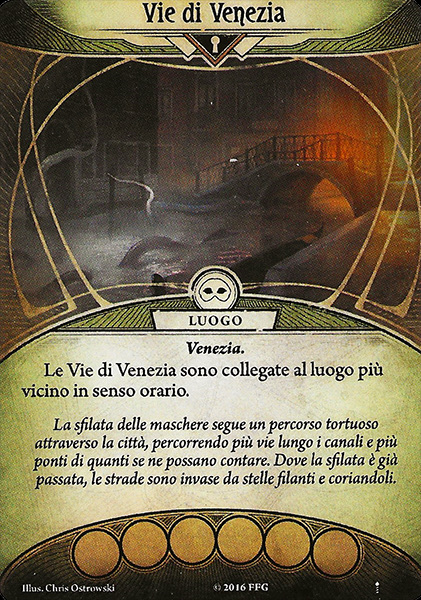 Vie di Venezia
LUOGO
Venezia.
Le Vie di Venezia sono collegate al luogo più
vicino in senso orario.
La sfilata delle maschere segue un percorso tortuoso
attraverso la città, percorrendo più vie lungo i canali e più
ponti di quanti se ne possano contare. Dove la sfilata è già
passata, le strade sono invase da stelle filanti e coriandoli.
Illus. Chris Ostrowski
© 2016 FFG